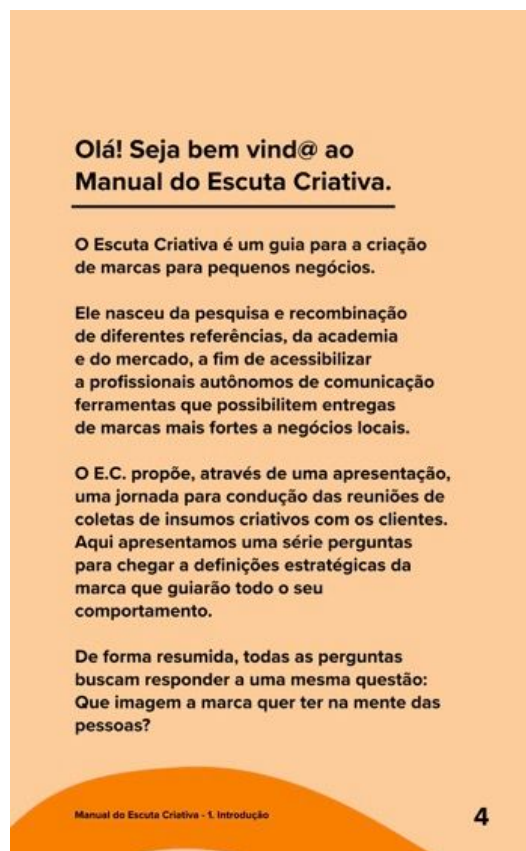 Olá! Seja bem vind@ ao
Manual do Escuta Criativa.
O Escuta Criativa é um guia para a criação
de marcas para pequenos negócios.
Ele nasceu da pesquisa e recombinação
de diferentes referências, da academia
e do mercado, a fim de acessibilizar
a profissionais autônomos de comunicação
ferramentas que possibilitem entregas
de marcas mais fortes a negócios locais.
O E.C. propõe, através de uma apresentação,
uma jornada para condução das reuniões de
coletas de insumos criativos com os clientes.
Aqui apresentamos uma série perguntas
para chegar a definições estratégicas da
marca que guiarão todo o seu
comportamento.
De forma resumida, todas as perguntas
buscam responder a uma mesma questão:
Que imagem a marca quer ter na mente das
pessoas?
Manual do Escuta Criativa - 1. Introdução
4